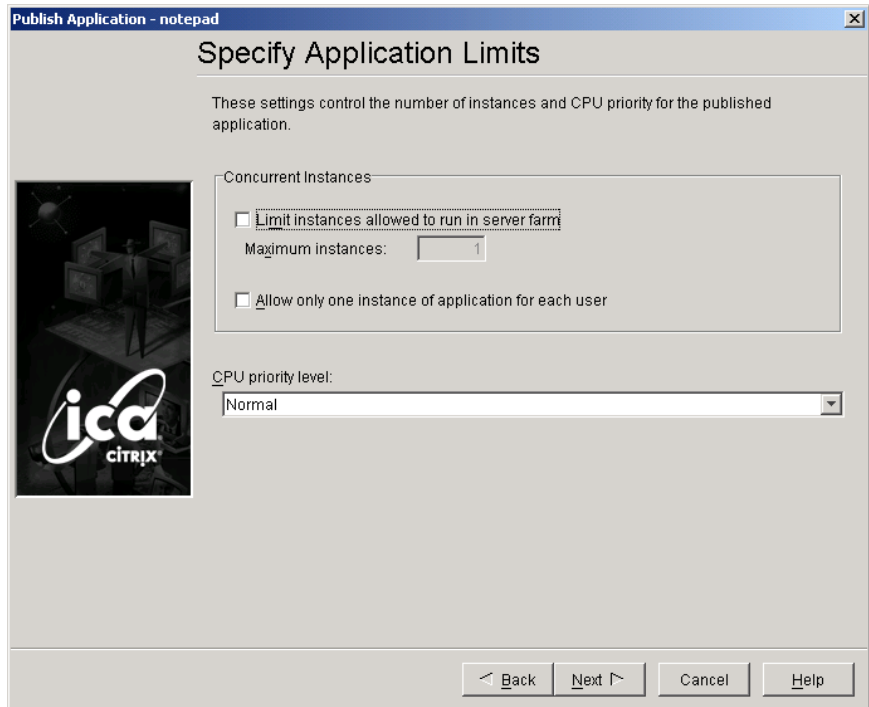 Publish Application - notepad
Specify Application Limits
These settings control the number of instances and CPU priority for the published
application.
Concurrent Instances
Limit instances allowed to run in server farm
Maximum instances: 1
Allow only one instance of application for each user
CPU priority level:
Normal
ica
CITRIX®
Back Next Cancel Help